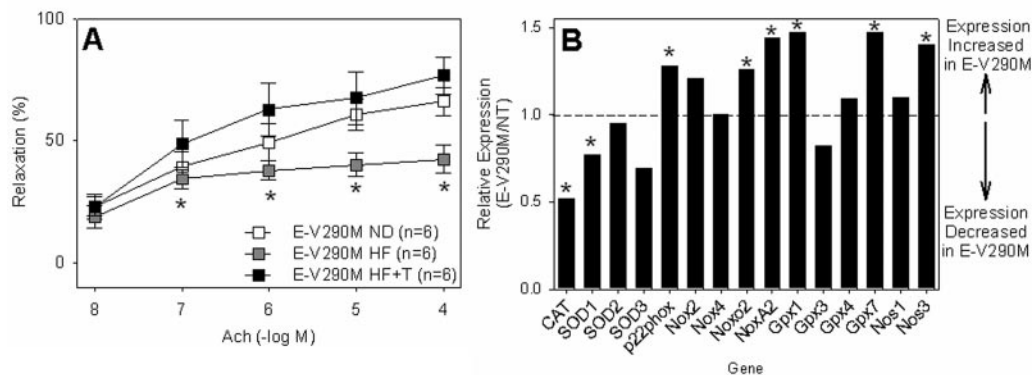 A
Relaxation (%)
100
50
0
E-V290M ND (n=6)
E-V290M HF (n=6)
E-V290M HF+T (n=6)
*
*
*
*
8 7 6 5 4
Ach (-log M)
B
Relative Expression
(E-V290M/NT)
1.5
1.0
0.5
0.0
*
*
*
*
*
*
*
*
CAT
SOD1
SOD2
SOD3
p22phox
Nox2
Nox4
Noxo2
NoxA2
Gpx1
Gpx3
Gpx4
Gpx7
Nos1
Nos3
Gene
Expression
Increased
in E-V290M
Expression
Decreased
in E-V290M